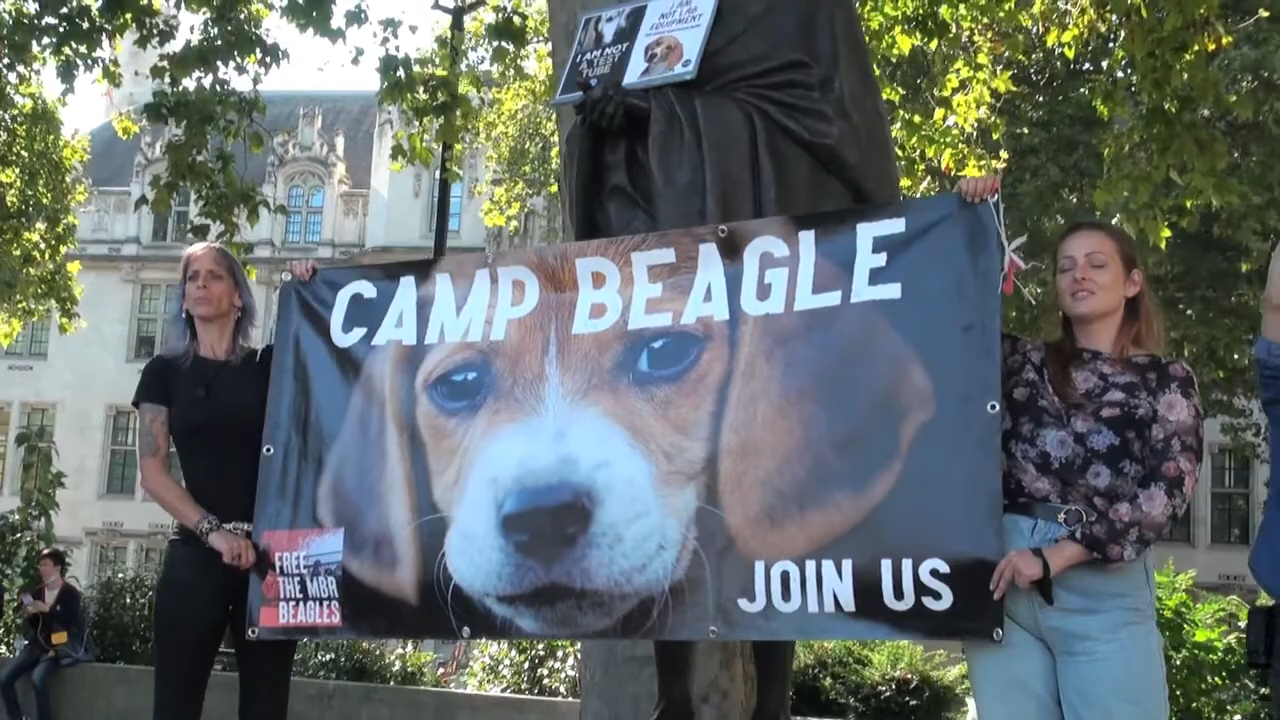 I AM NOT
A TEST
TUBE
I AM
NOT LAB
EQUIPMENT
CAMP BEAGLE
FREE
THE MBR
BEAGLES
JOIN US